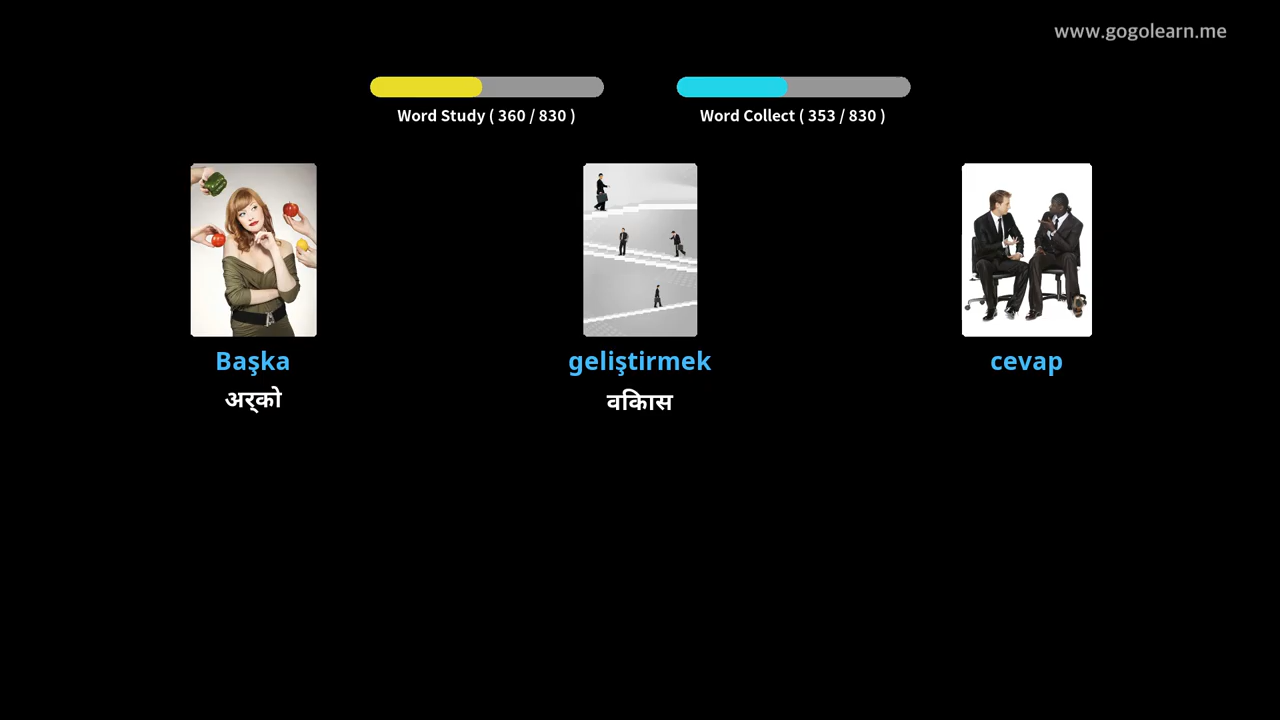 www.gogolearn.me
Word Study ( 360 / 830 )
Word Collect ( 353 / 830 )
Başka
geliştirmek
cevap
अर्को
विकास